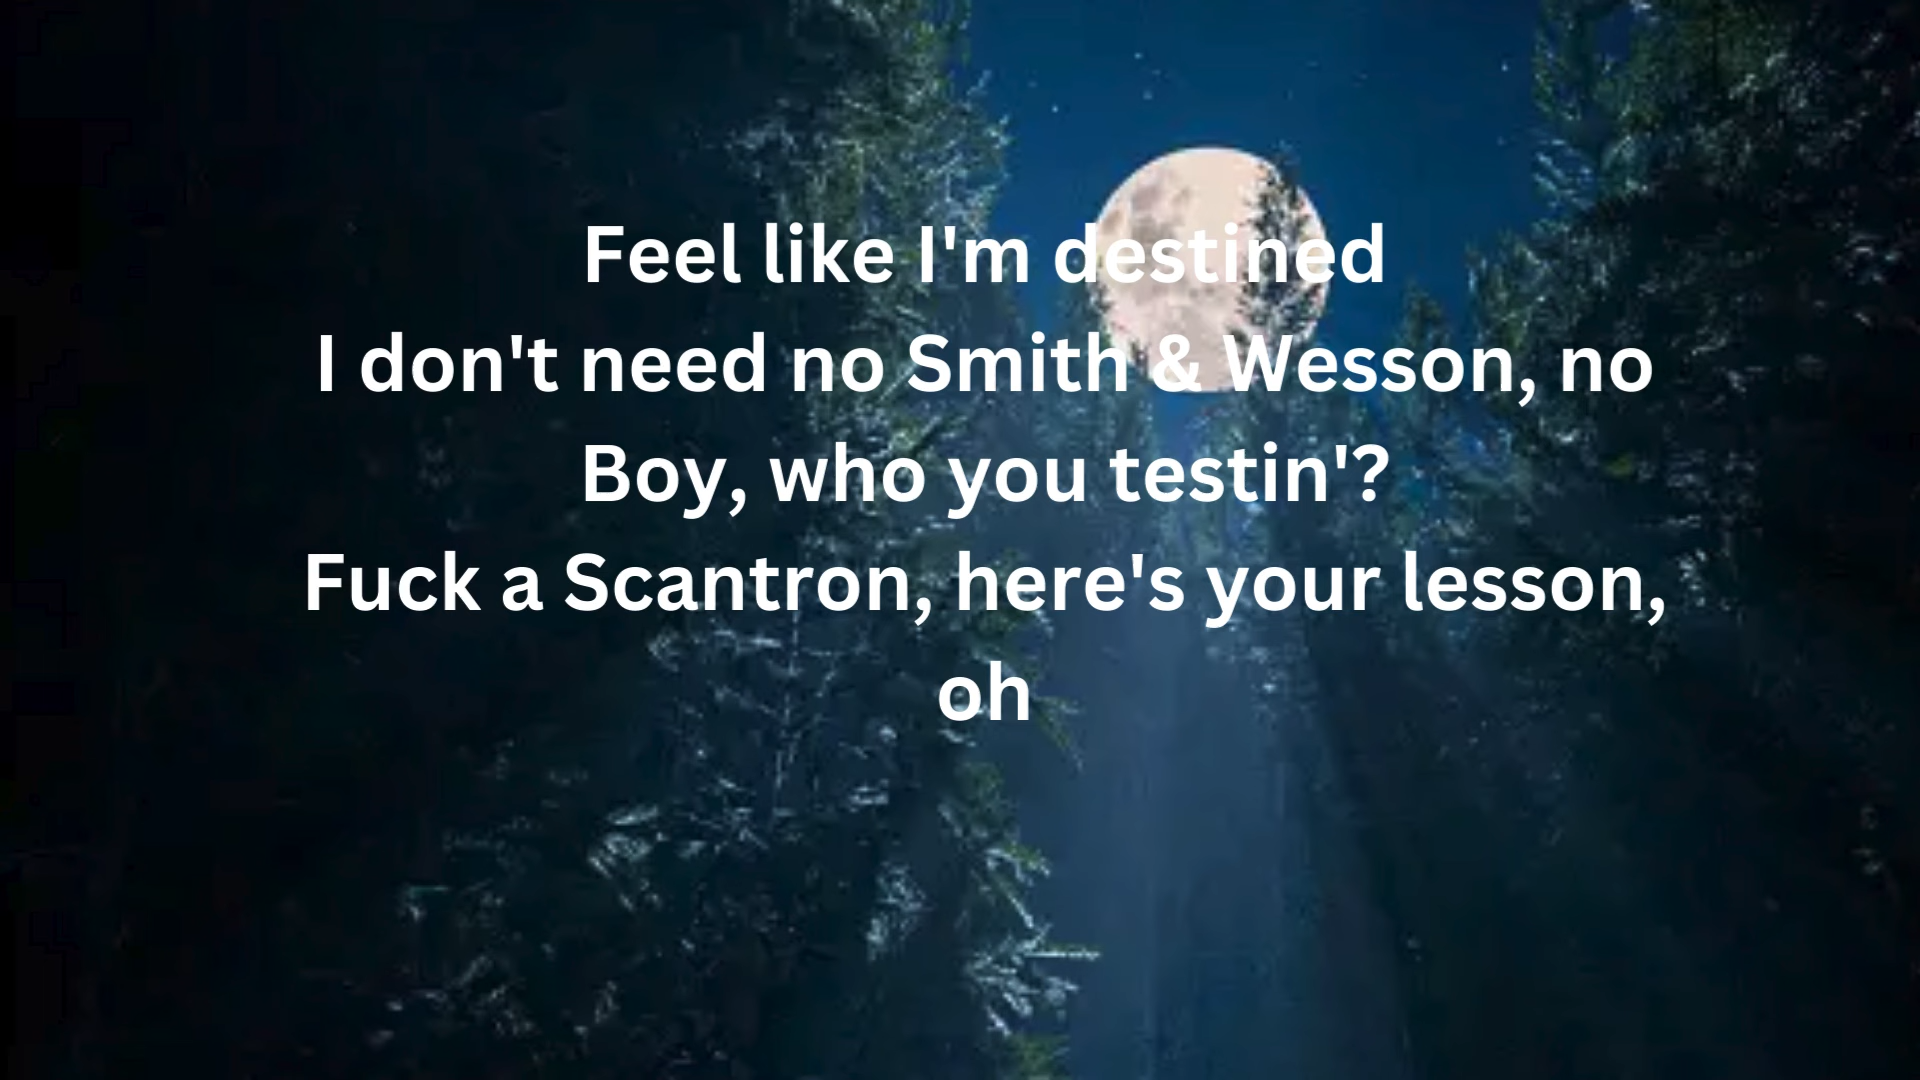 Feel like I'm destined
I don't need no Smith & Wesson, no
Boy, who you testin'?
Fuck a Scantron, here's your lesson,
oh